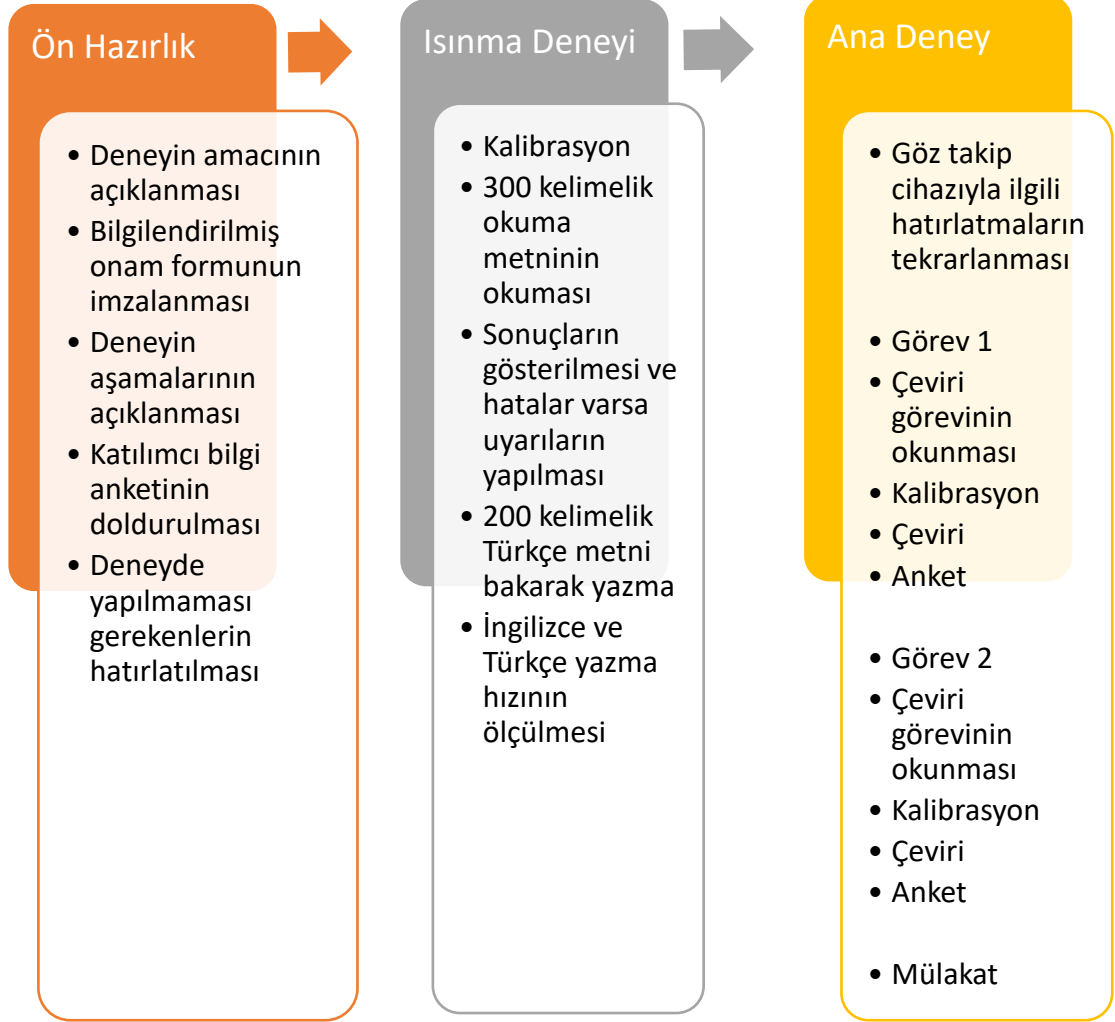 Ön Hazırlık
• Deneyin amacının
açıklanması
• Bilgilendirilmiş
onam formunun
imzalanması
• Deneyin
aşamalarının
açıklanması
• Katılımcı bilgi
anketinin
doldurulması
• Deneyde
yapılmaması
gerekenlerin
hatırlatılması
Isınma Deneyi
• Kalibrasyon
• 300 kelimelik
okuma
metninin
okuması
• Sonuçların
gösterilmesi ve
hatalar varsa
uyarıların
yapılması
• 200 kelimelik
Türkçe metni
bakarak yazma
• İngilizce ve
Türkçe yazma
hızının
ölçülmesi
Ana Deney
• Göz takip
cihazıyla ilgili
hatırlatmaların
tekrarlanması
• Görev 1
• Çeviri
görevinin
okunması
• Kalibrasyon
• Çeviri
• Anket
• Görev 2
• Çeviri
görevinin
okunması
• Kalibrasyon
• Çeviri
• Anket
• Mülakat